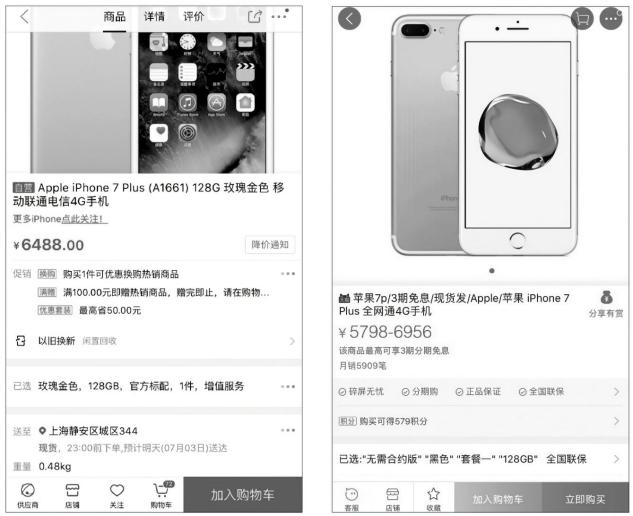 商品 详情 评价
自营 Apple iPhone 7 Plus (A1661) 128G 玫瑰金色 移
动联通电信4G手机
更多iPhone点此关注！
¥6488.00
降价通知
促销 换购 购买1件可优惠换购热销商品
满赠 满100.00元即赠热销商品，赠完即止，请在购物...
优惠套装 最高省50.00元
以旧换新 闲置回收
已选 玫瑰金色，128GB，官方标配，1件，增值服务
送至 上海静安区城区344
现货，23:00前下单,预计明天(07月03日)送达
重量 0.48kg
供应商 店铺 关注 购物车 72 加入购物车
iPhone
苹果7p/3期免息/现货发/Apple/苹果 iPhone 7
Plus 全网通4G手机
分享有赏
¥ 5798-6956
该商品最高可享3期分期免息
月销5909笔
碎屏无忧 分期购 正品保证 全国联保
积分 购买可得579积分
已选:"无需合约版" "黑色" "套餐一" "128GB" 全国联保
客服 店铺 收藏 加入购物车 立即购买